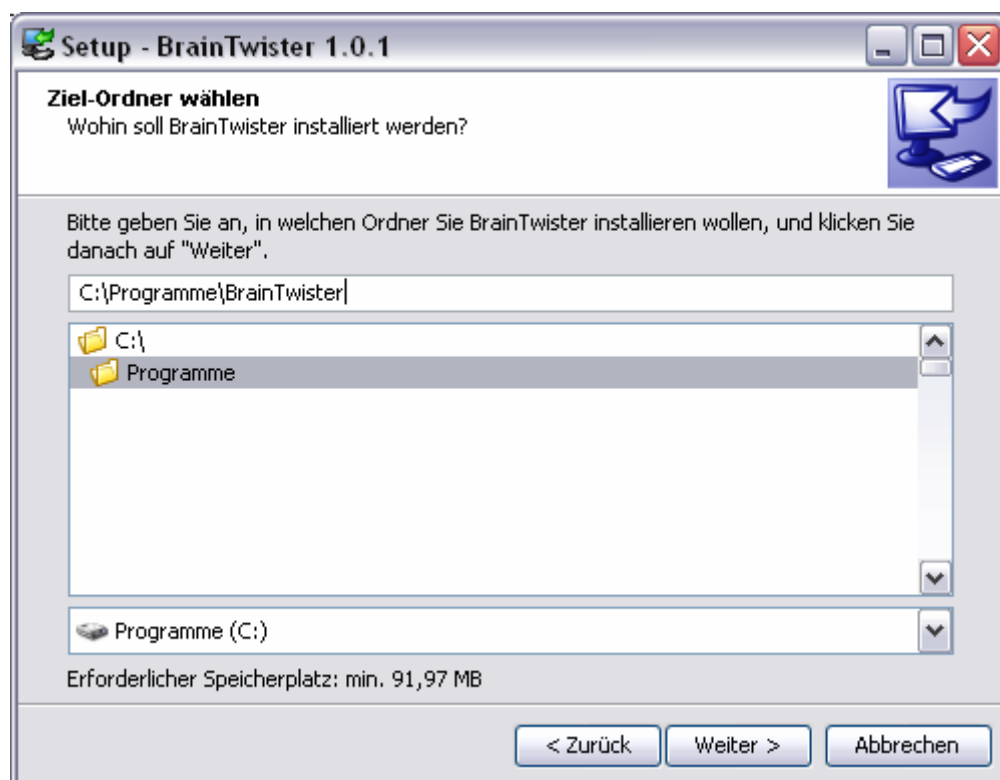 Setup - BrainTwister 1.0.1
Ziel-Ordner wählen
Wohin soll BrainTwister installiert werden?
Bitte geben Sie an, in welchen Ordner Sie BrainTwister installieren wollen, und klicken Sie
danach auf "Weiter".
C:\Programme\BrainTwister
C:\
Programme
Programme (C:)
Erforderlicher Speicherplatz: min. 91,97 MB
< Zurück Weiter > Abbrechen